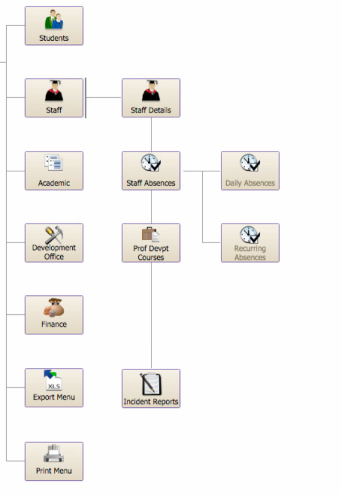 Students
Staff
Staff Details
Academic
Staff Absences
Daily Absences
Development
Office
Prof Devpt
Courses
Recurring
Absences
Finance
XLS
Export Menu
Incident Reports
Print Menu